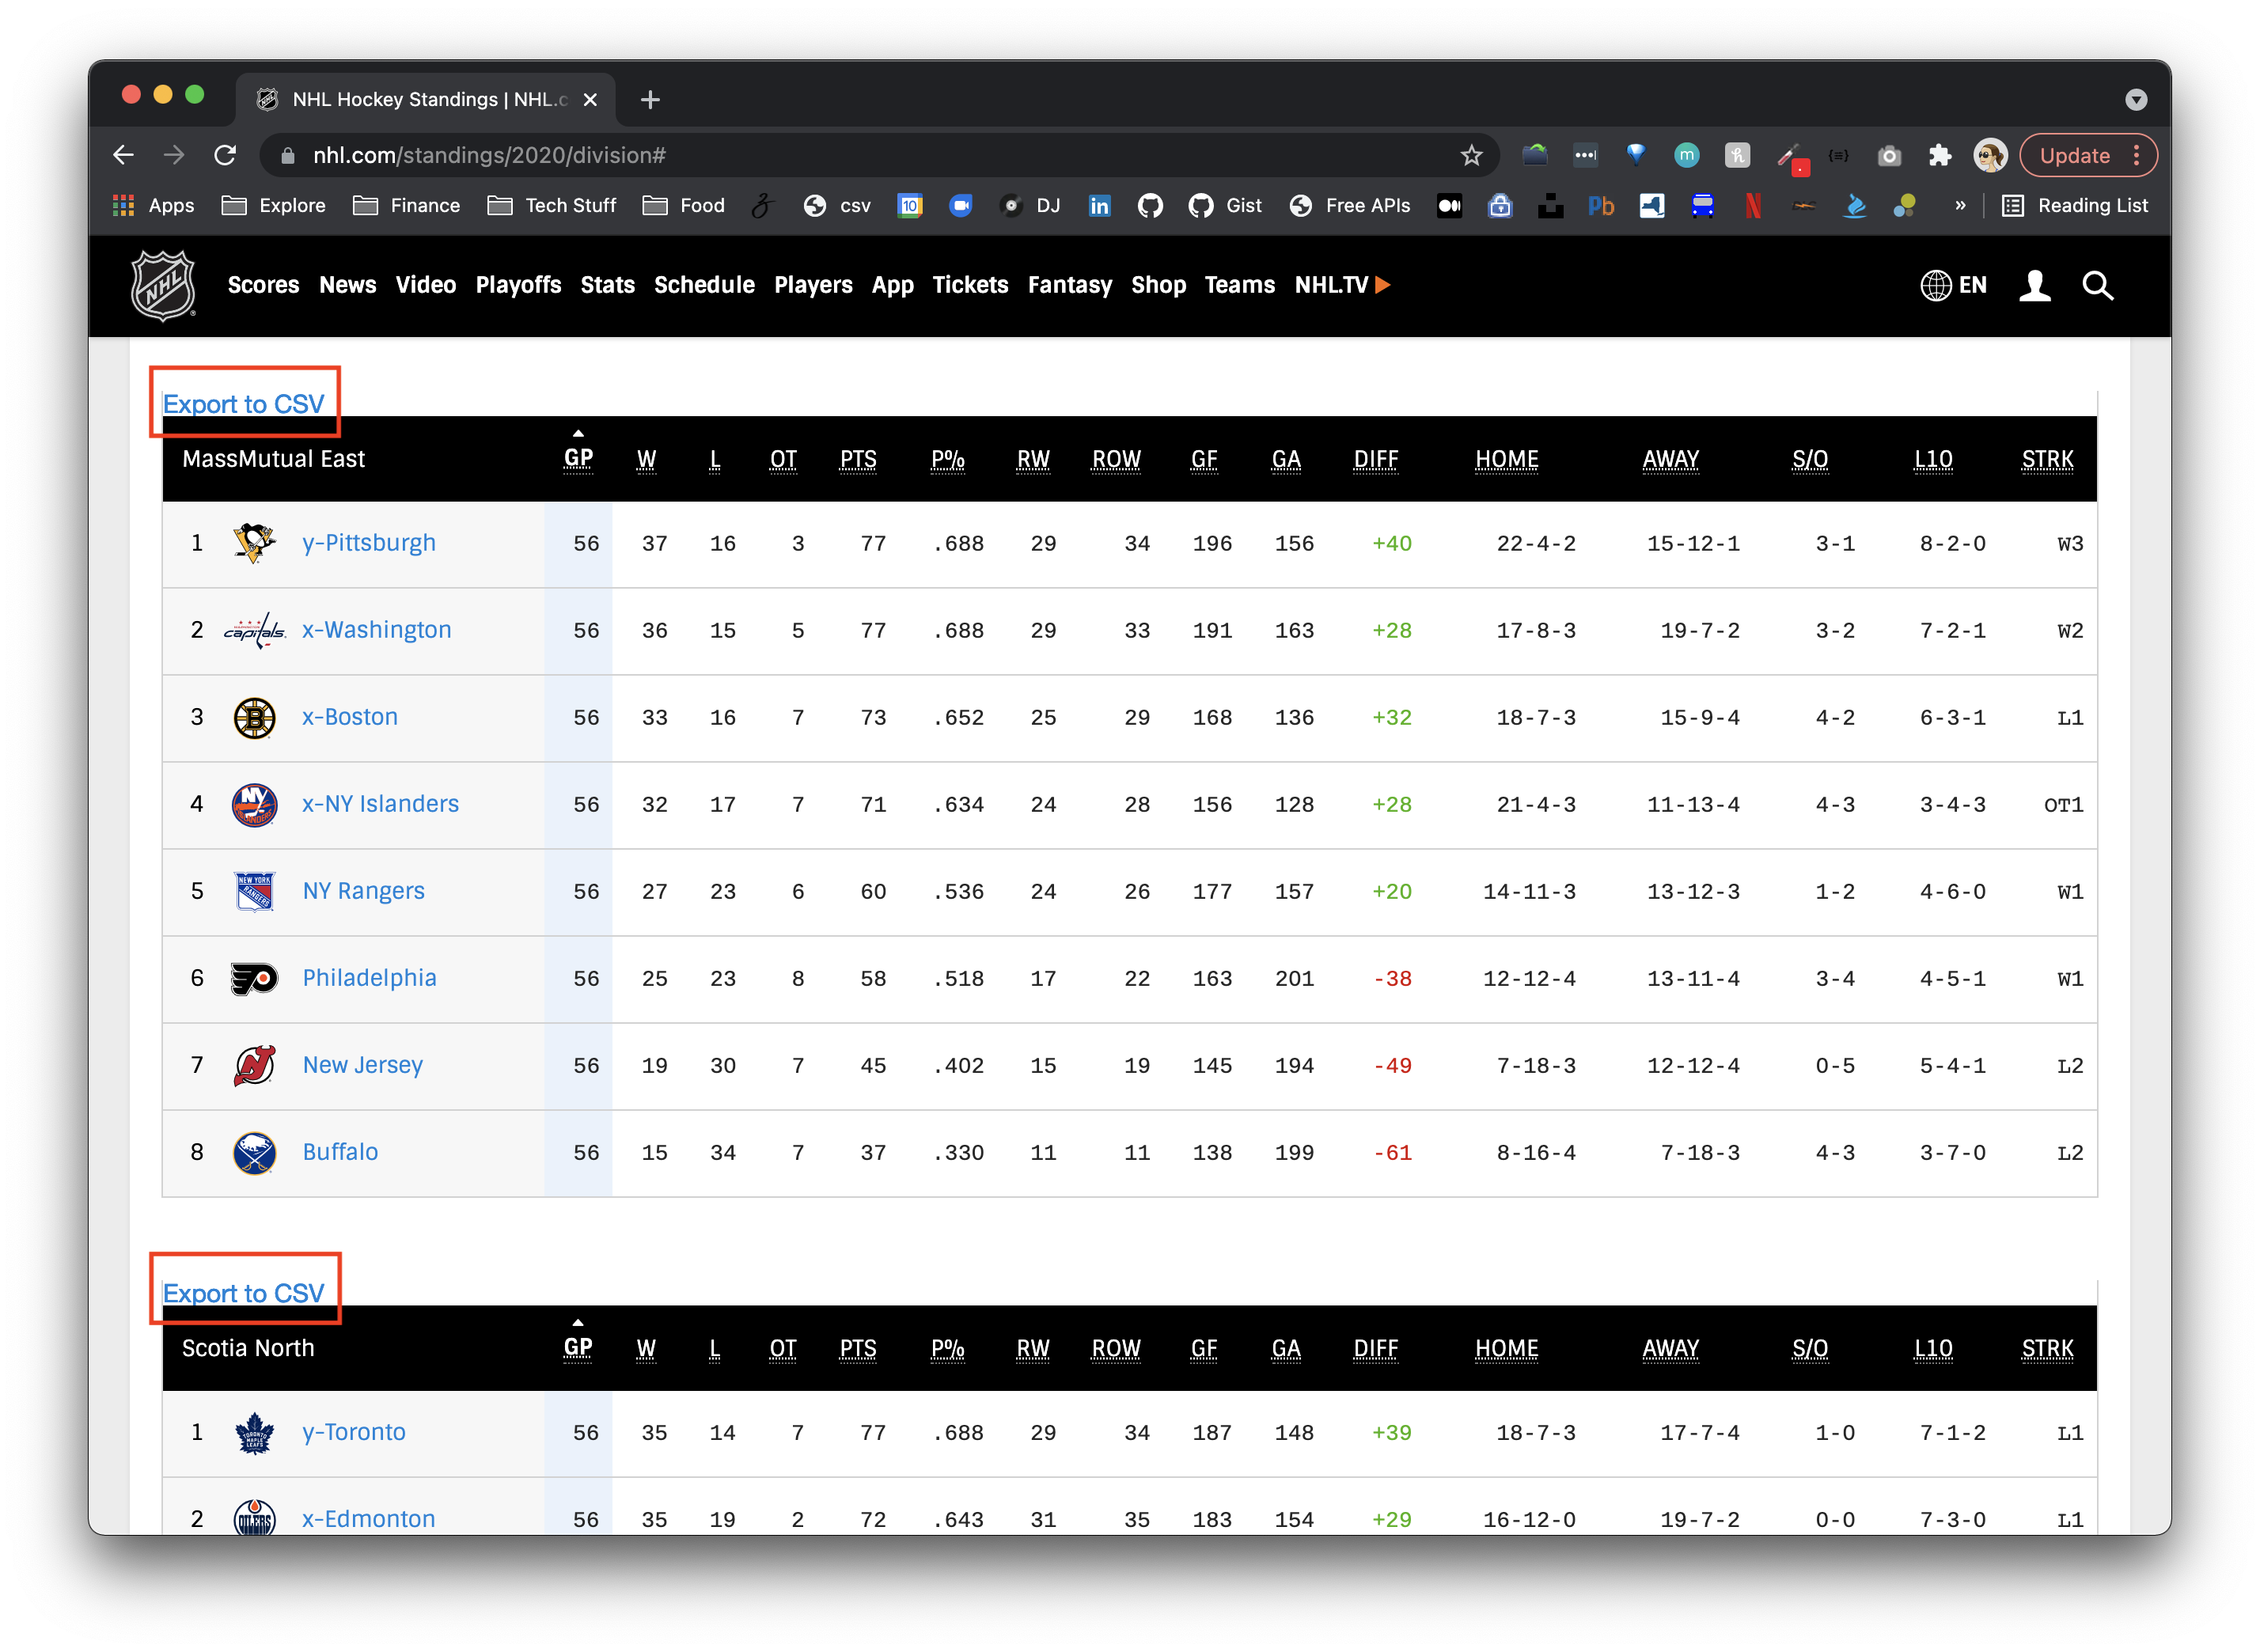 NHL Hockey Standings | NHL.c
nhl.com/standings/2020/division#
Update
Apps Explore Finance Tech Stuff Food csv 10 DJ in Gist Free APIs Pb N » Reading List
NHL Scores News Video Playoffs Stats Schedule Players App Tickets Fantasy Shop Teams NHL.TV EN
Export to CSV
MassMutual East GP W L OT PTS P% RW ROW GF GA DIFF HOME AWAY S/O L10 STRK
1 y-Pittsburgh 56 37 16 3 77 .688 29 34 196 156 +40 22-4-2 15-12-1 3-1 8-2-0 W3
2 capitals x-Washington 56 36 15 5 77 .688 29 33 191 163 +28 17-8-3 19-7-2 3-2 7-2-1 W2
3 B x-Boston 56 33 16 7 73 .652 25 29 168 136 +32 18-7-3 15-9-4 4-2 6-3-1 L1
4 NY ISLANDERS x-NY Islanders 56 32 17 7 71 .634 24 28 156 128 +28 21-4-3 11-13-4 4-3 3-4-3 OT1
5 NEW YORK RANGERS NY Rangers 56 27 23 6 60 .536 24 26 177 157 +20 14-11-3 13-12-3 1-2 4-6-0 W1
6 Philadelphia 56 25 23 8 58 .518 17 22 163 201 -38 12-12-4 13-11-4 3-4 4-5-1 W1
7 New Jersey 56 19 30 7 45 .402 15 19 145 194 -49 7-18-3 12-12-4 0-5 5-4-1 L2
8 Buffalo 56 15 34 7 37 .330 11 11 138 199 -61 8-16-4 7-18-3 4-3 3-7-0 L2
Export to CSV
Scotia North GP W L OT PTS P% RW ROW GF GA DIFF HOME AWAY S/O L10 STRK
1 TORONTO MAPLE LEAFS y-Toronto 56 35 14 7 77 .688 29 34 187 148 +39 18-7-3 17-7-4 1-0 7-1-2 L1
2 OILERS x-Edmonton 56 35 19 2 72 .643 31 35 183 154 +29 16-12-0 19-7-2 0-0 7-3-0 L1